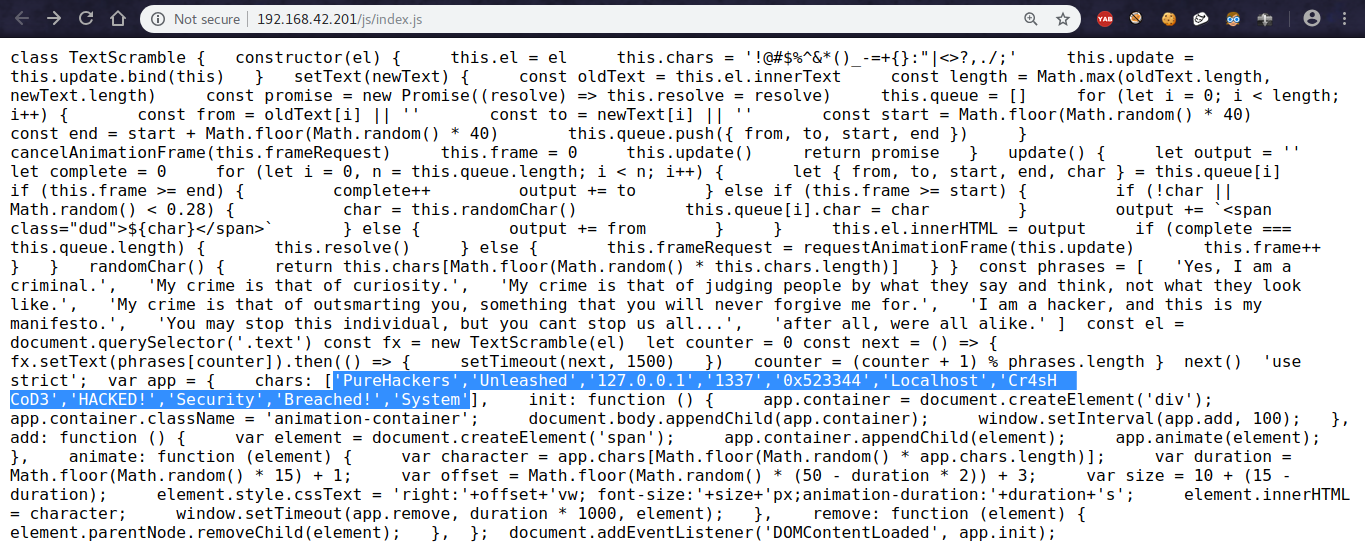 Not secure | 192.168.42.201/js/index.js
class TextScramble {   constructor(el) {     this.el = el     this.chars = '!@#$%^&*()_-=+{}:"|<>?,./;'     this.update =
this.update.bind(this)   }   setText(newText) {     const oldText = this.el.innerText     const length = Math.max(oldText.length,
newText.length)     const promise = new Promise((resolve) => this.resolve = resolve)     this.queue = []     for (let i = 0; i < length;
i++) {       const from = oldText[i] || ''       const to = newText[i] || ''       const start = Math.floor(Math.random() * 40)
const end = start + Math.floor(Math.random() * 40)       this.queue.push({ from, to, start, end })     }
cancelAnimationFrame(this.frameRequest)     this.frame = 0     this.update()     return promise   }   update() {     let output = ''
let complete = 0     for (let i = 0, n = this.queue.length; i < n; i++) {       let { from, to, start, end, char } = this.queue[i]
if (this.frame >= end) {         complete++         output += to       } else if (this.frame >= start) {         if (!char ||
Math.random() < 0.28) {           char = this.randomChar()           this.queue[i].char = char         }         output += `<span
class="dud">${char}</span>`       } else {         output += from       }     }     this.el.innerHTML = output     if (complete ===
this.queue.length) {       this.resolve()     } else {       this.frameRequest = requestAnimationFrame(this.update)       this.frame++
}   }   randomChar() {     return this.chars[Math.floor(Math.random() * this.chars.length)]   } }  const phrases = [   'Yes, I am a
criminal.',   'My crime is that of curiosity.',   'My crime is that of judging people by what they say and think, not what they look
like.',   'My crime is that of outsmarting you, something that you will never forgive me for.',   'I am a hacker, and this is my
manifesto.',   'You may stop this individual, but you cant stop us all...',   'after all, were all alike.' ]  const el =
document.querySelector('.text') const fx = new TextScramble(el)  let counter = 0 const next = () => {
fx.setText(phrases[counter]).then(() => {     setTimeout(next, 1500)   })   counter = (counter + 1) % phrases.length }  next()  'use
strict';  var app = {    chars: ['PureHackers','Unleashed','127.0.0.1','1337','0x523344','Localhost','Cr4sH
CoD3','HACKED!','Security','Breached!','System'],    init: function () {     app.container = document.createElement('div');
app.container.className = 'animation-container';     document.body.appendChild(app.container);     window.setInterval(app.add, 100);   },
add: function () {     var element = document.createElement('span');     app.container.appendChild(element);     app.animate(element);
},    animate: function (element) {     var character = app.chars[Math.floor(Math.random() * app.chars.length)];     var duration =
Math.floor(Math.random() * 15) + 1;     var offset = Math.floor(Math.random() * (50 - duration * 2)) + 3;     var size = 10 + (15 -
duration);     element.style.cssText = 'right:'+offset+'vw; font-size:'+size+'px;animation-duration:'+duration+'s';     element.innerHTML
= character;     window.setTimeout(app.remove, duration * 1000, element);   },    remove: function (element) {
element.parentNode.removeChild(element);   },  };  document.addEventListener('DOMContentLoaded', app.init);